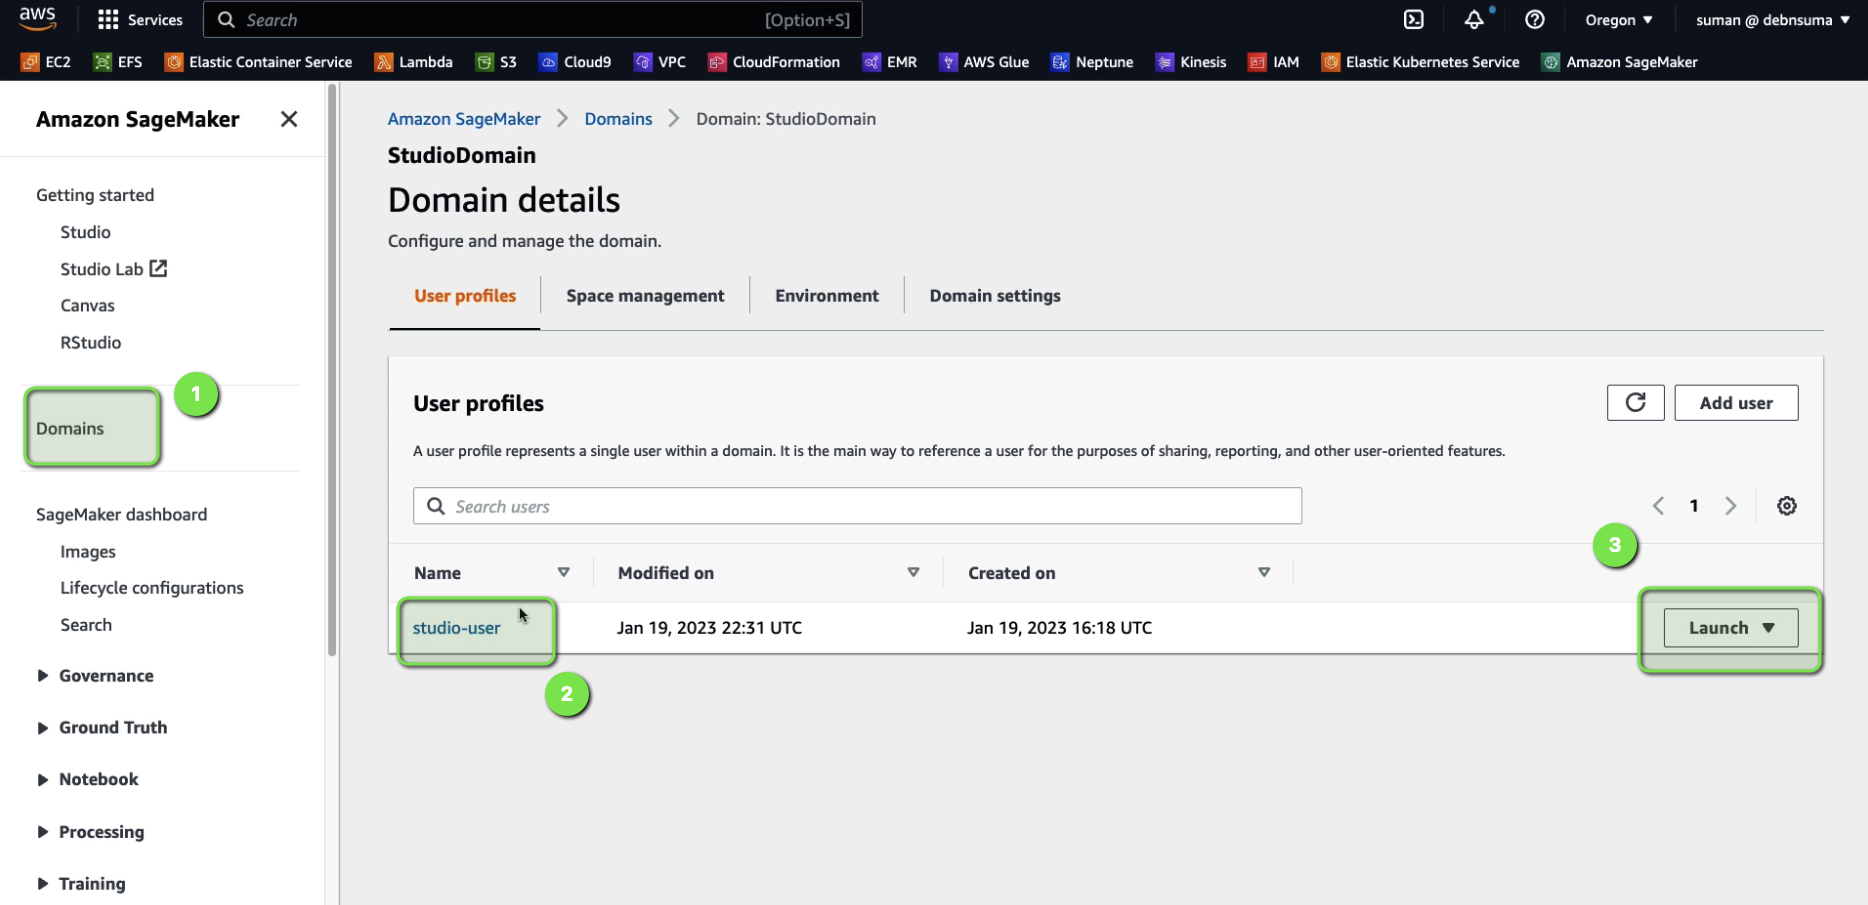 aws Services Search [Option+S] Oregon suman @ debnsuma
EC2 EFS Elastic Container Service Lambda S3 Cloud9 VPC CloudFormation EMR AWS Glue Neptune Kinesis IAM Elastic Kubernetes Service Amazon SageMaker
Amazon SageMaker
Getting started
Studio
Studio Lab
Canvas
RStudio
1
Domains
SageMaker dashboard
Images
Lifecycle configurations
Search
Governance
Ground Truth
Notebook
Processing
Training
Amazon SageMaker Domains Domain: StudioDomain
StudioDomain
Domain details
Configure and manage the domain.
User profiles Space management Environment Domain settings
User profiles Add user
A user profile represents a single user within a domain. It is the main way to reference a user for the purposes of sharing, reporting, and other user-oriented features.
Search users 1
3
Name Modified on Created on
studio-user Jan 19, 2023 22:31 UTC Jan 19, 2023 16:18 UTC Launch
2